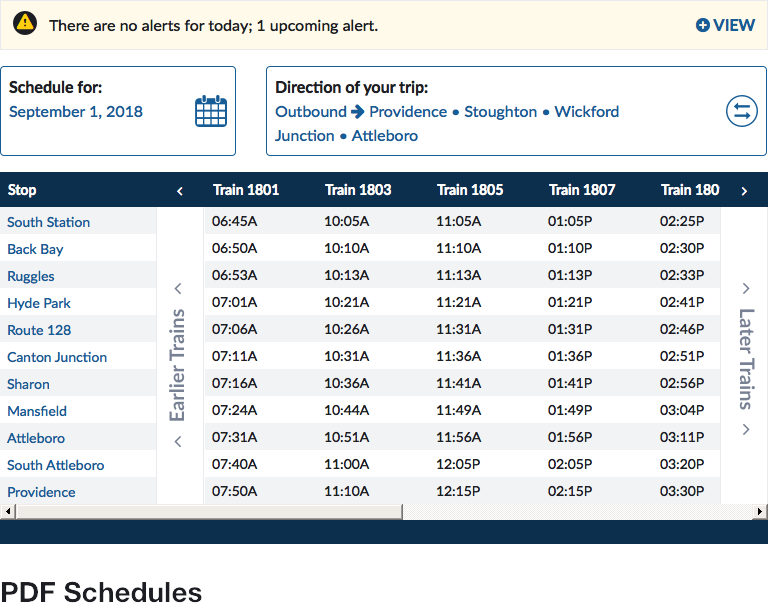 There are no alerts for today; 1 upcoming alert. VIEW
Schedule for:
September 1, 2018
Direction of your trip:
Outbound → Providence • Stoughton • Wickford
Junction • Attleboro
Stop Train 1801 Train 1803 Train 1805 Train 1807 Train 180
South Station 06:45A 10:05A 11:05A 01:05P 02:25P
Back Bay 06:50A 10:10A 11:10A 01:10P 02:30P
Ruggles 06:53A 10:13A 11:13A 01:13P 02:33P
Hyde Park 07:01A 10:21A 11:21A 01:21P 02:41P
Route 128 07:06A 10:26A 11:31A 01:31P 02:46P
Canton Junction 07:11A 10:31A 11:36A 01:36P 02:51P
Sharon 07:16A 10:36A 11:41A 01:41P 02:56P
Mansfield 07:24A 10:44A 11:49A 01:49P 03:04P
Attleboro 07:31A 10:51A 11:56A 01:56P 03:11P
South Attleboro 07:40A 11:00A 12:05P 02:05P 03:20P
Providence 07:50A 11:10A 12:15P 02:15P 03:30P
Earlier Trains
Later Trains
PDF Schedules